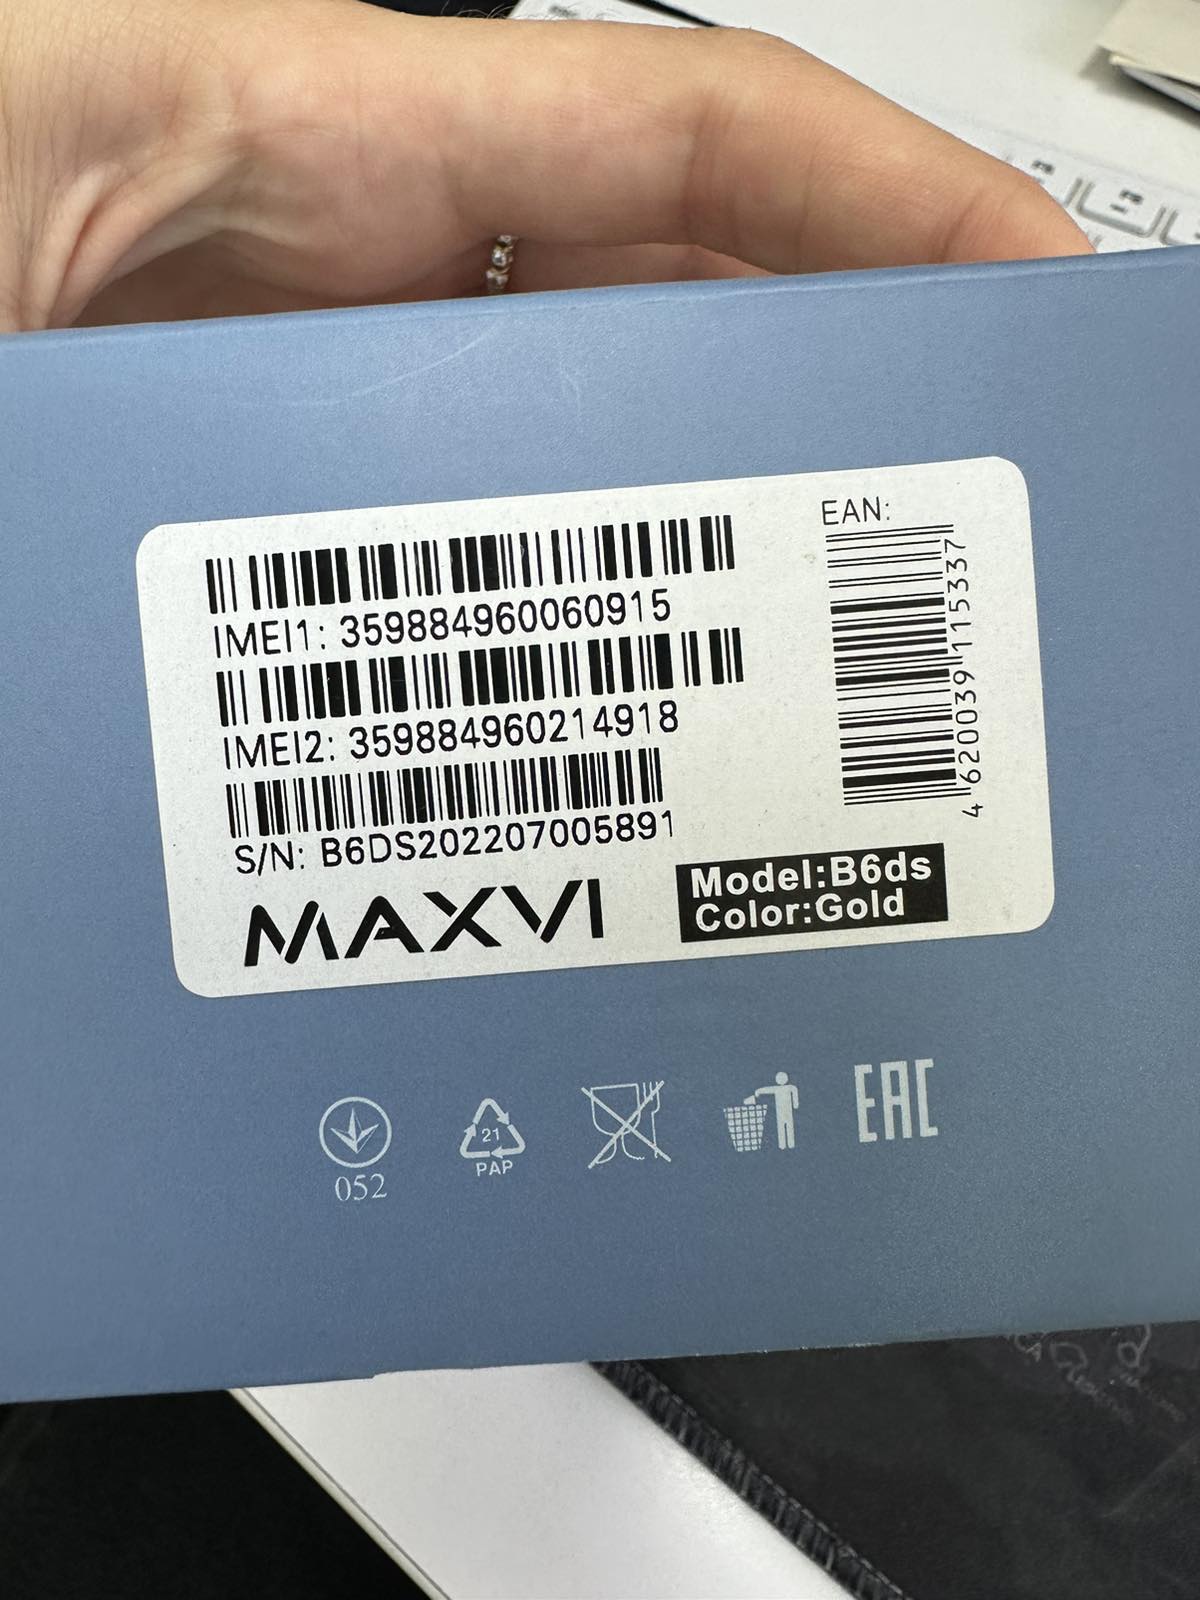 IMEI1: 359884960060915
IMEI2: 359884960214918
S/N: B6DS202207005891
MAXVI
EAN:
4 620039 115337
Model:B6ds
Color:Gold
052
21
PAP
EAC